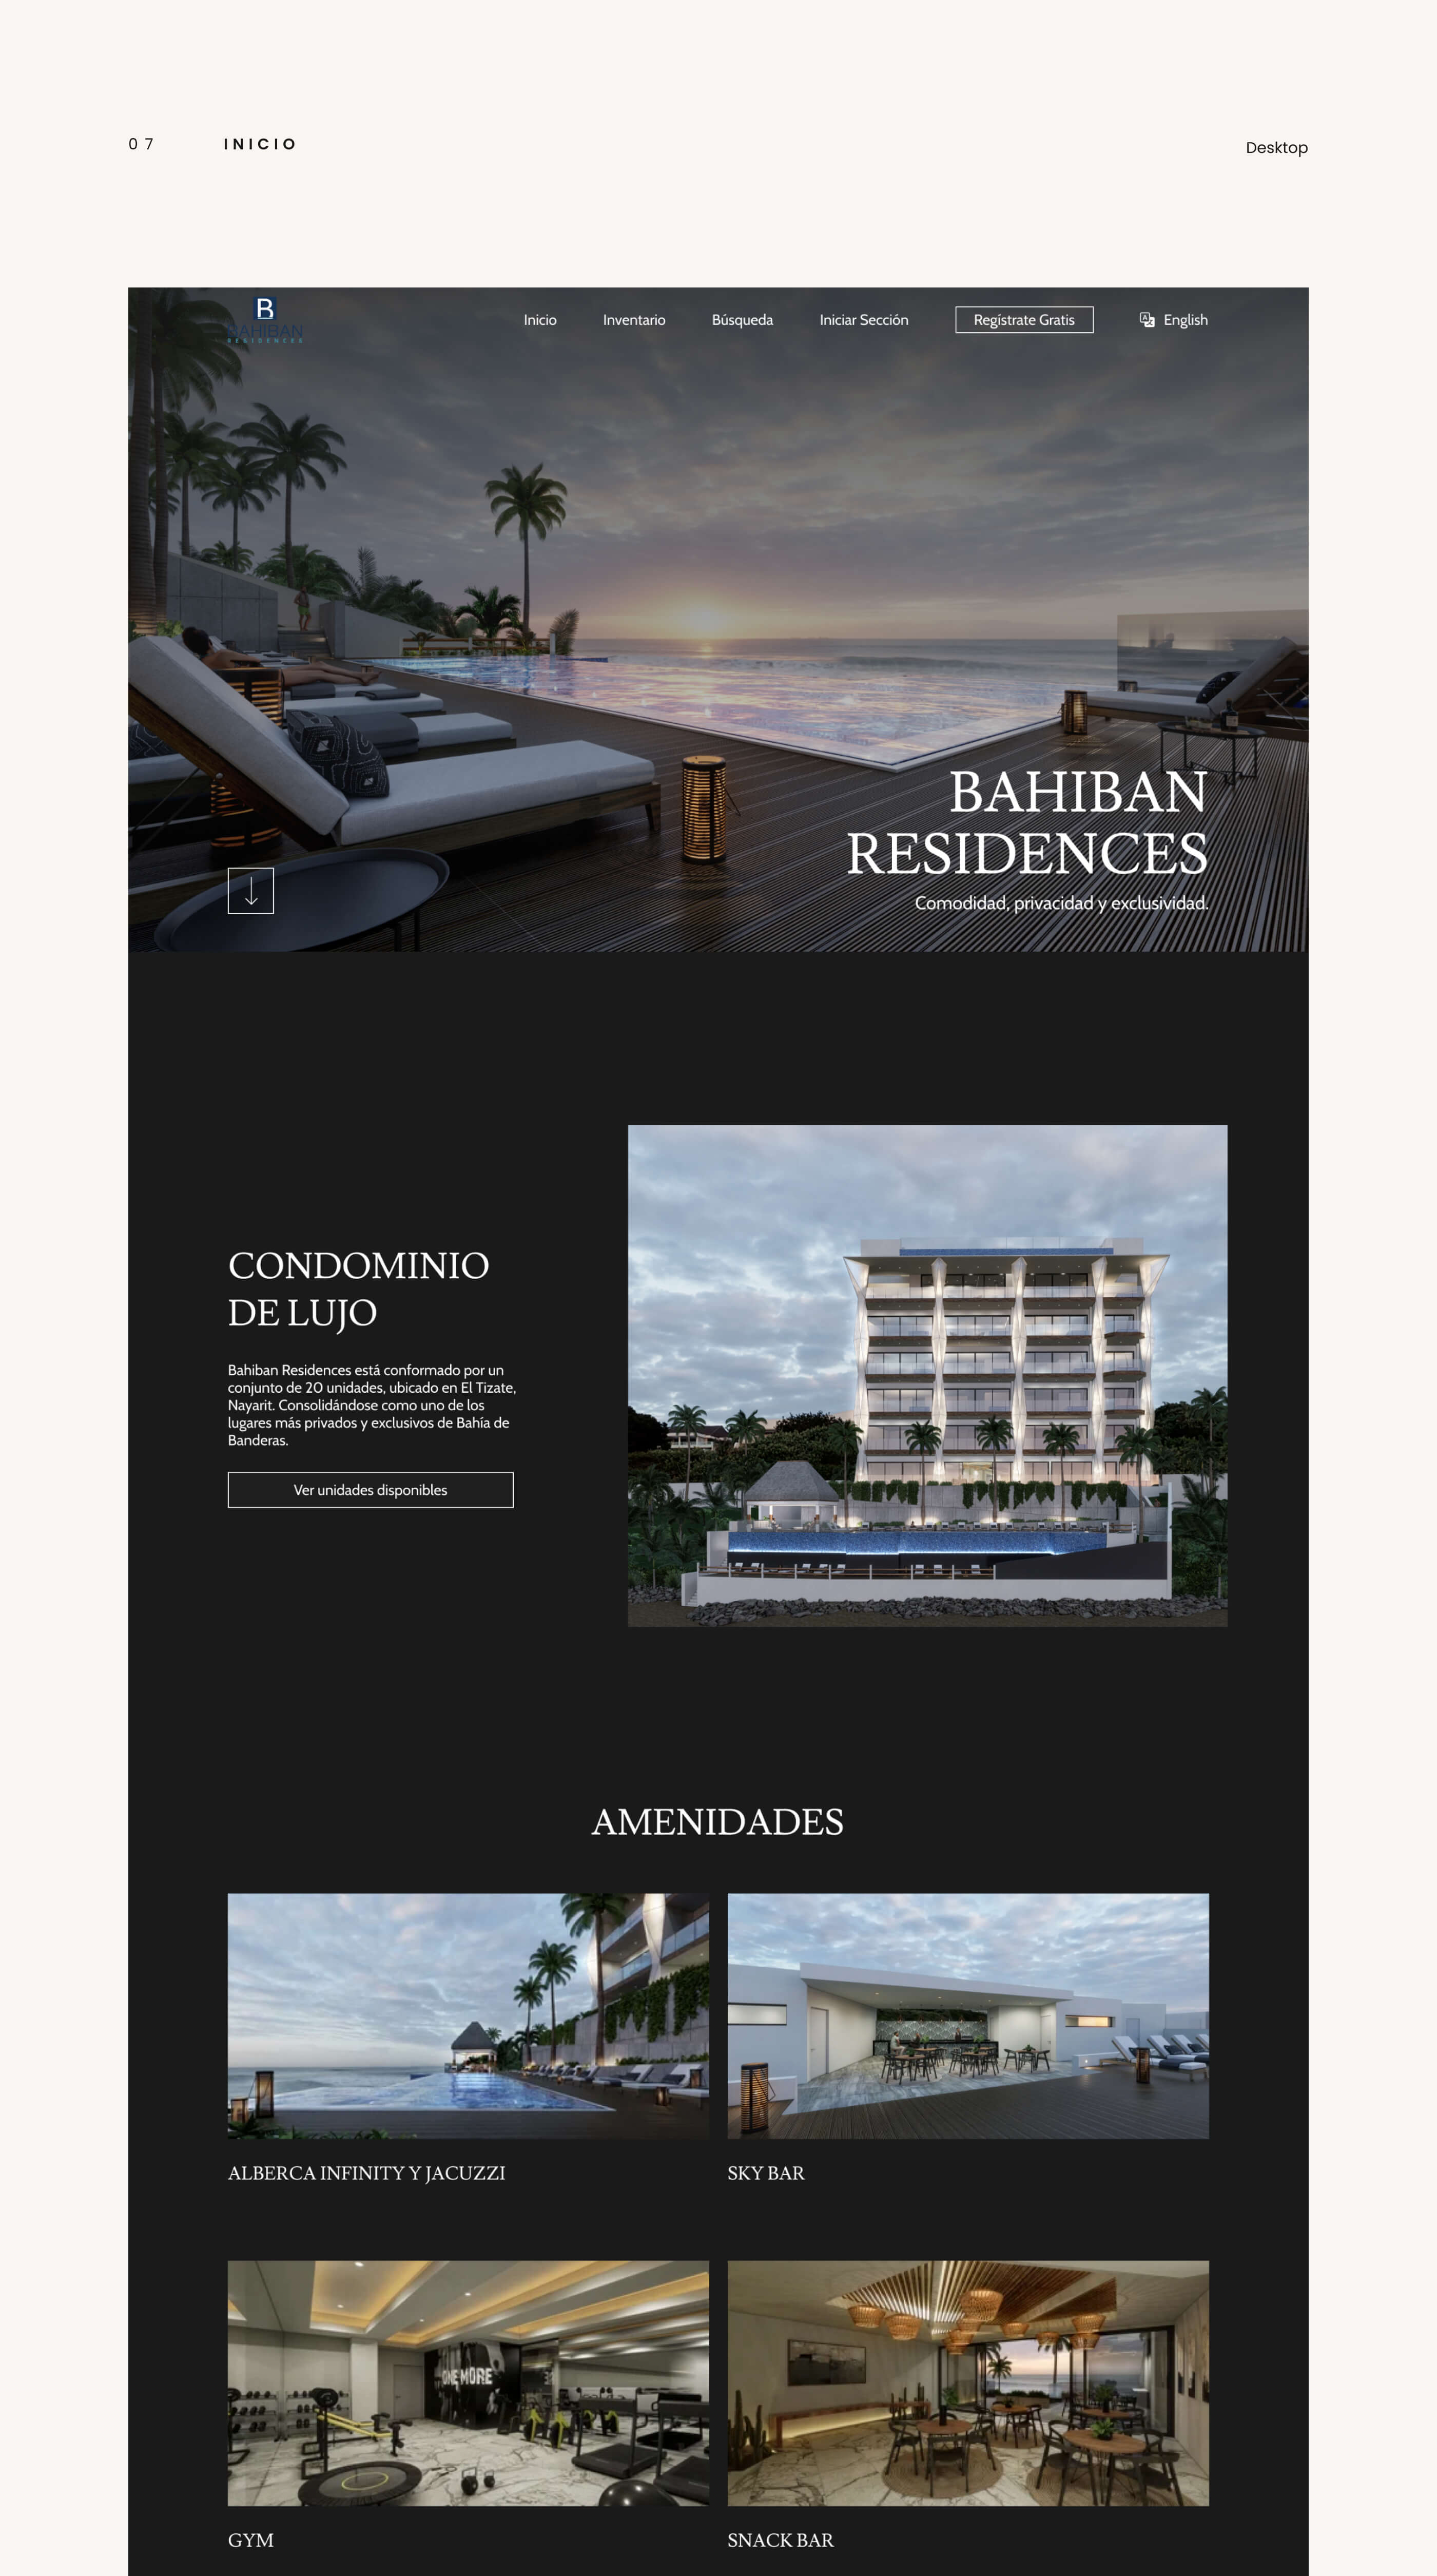 07 INICIO
Desktop
B
BAHIBAN
RESIDENCES
Inicio Inventario Búsqueda Iniciar Sección Regístrate Gratis English
BAHIBAN
RESIDENCES
Comodidad, privacidad y exclusividad.
CONDOMINIO
DE LUJO
Bahiban Residences está conformado por un
conjunto de 20 unidades, ubicado en El Tizate,
Nayarit. Consolidándose como uno de los
lugares más privados y exclusivos de Bahía de
Banderas.
Ver unidades disponibles
AMENIDADES
ALBERCA INFINITY Y JACUZZI
SKY BAR
ONE MORE
GYM
SNACK BAR